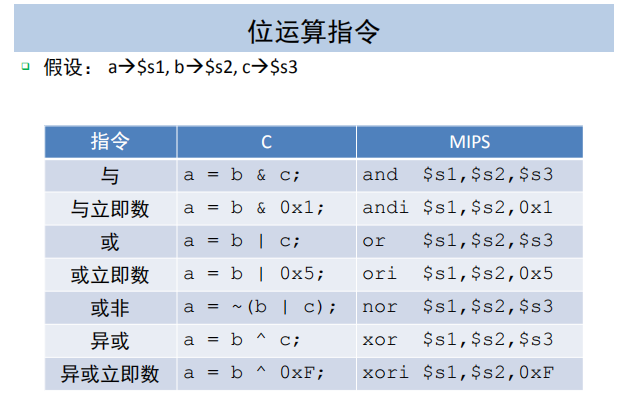 位运算指令
假设： a→$s1, b→$s2, c→$s3
指令 C MIPS
与 a = b & c; and $s1,$s2,$s3
与立即数 a = b & 0x1; andi $s1,$s2,0x1
或 a = b | c; or $s1,$s2,$s3
或立即数 a = b | 0x5; ori $s1,$s2,0x5
或非 a = ~(b | c); nor $s1,$s2,$s3
异或 a = b ^ c; xor $s1,$s2,$s3
异或立即数 a = b ^ 0xF; xori $s1,$s2,0xF